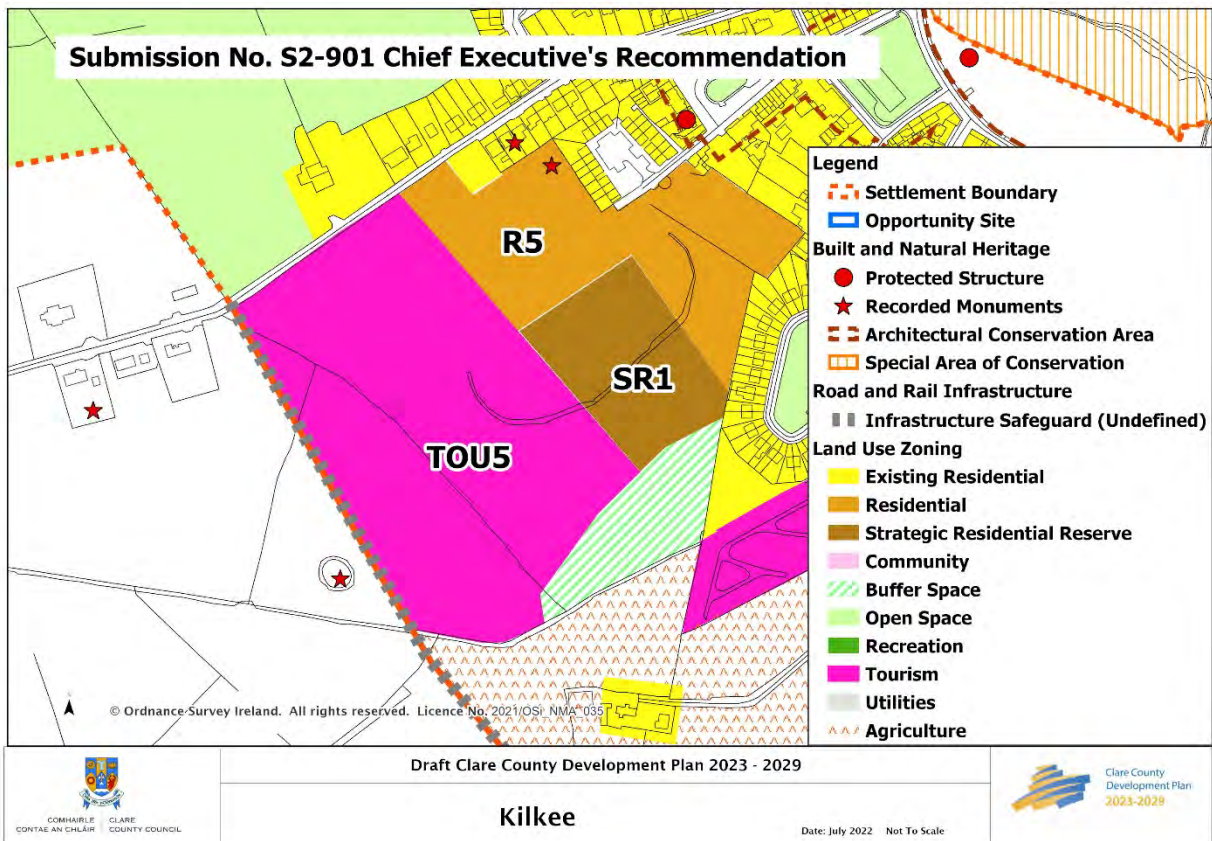 Submission No. S2-901 Chief Executive's Recommendation
R5
SR1
TOU5
Legend
Settlement Boundary
Opportunity Site
Built and Natural Heritage
Protected Structure
Recorded Monuments
Architectural Conservation Area
Special Area of Conservation
Road and Rail Infrastructure
Infrastructure Safeguard (Undefined)
Land Use Zoning
Existing Residential
Residential
Strategic Residential Reserve
Community
Buffer Space
Open Space
Recreation
Tourism
Utilities
Agriculture
© Ordnance Survey Ireland. All rights reserved. Licence No. 2021/OSi_NMA_035
COMHAIRLE
CONTAE AN CHLÁIR
CLARE
COUNTY COUNCIL
Draft Clare County Development Plan 2023 - 2029
Kilkee
Date: July 2022 Not To Scale
Clare County
Development Plan
2023-2029